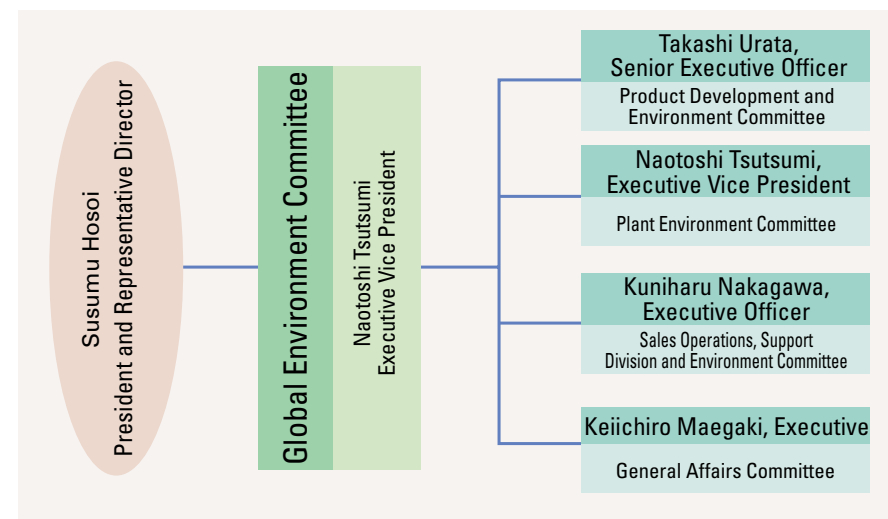 Susumu Hosoi
President and Representative Director
Global Environment Committee
Naotoshi Tsutsumi
Executive Vice President
Takashi Urata,
Senior Executive Officer
Product Development and
Environment Committee
Naotoshi Tsutsumi,
Executive Vice President
Plant Environment Committee
Kuniharu Nakagawa,
Executive Officer
Sales Operations, Support
Division and Environment Committee
Keiichiro Maegaki, Executive
General Affairs Committee